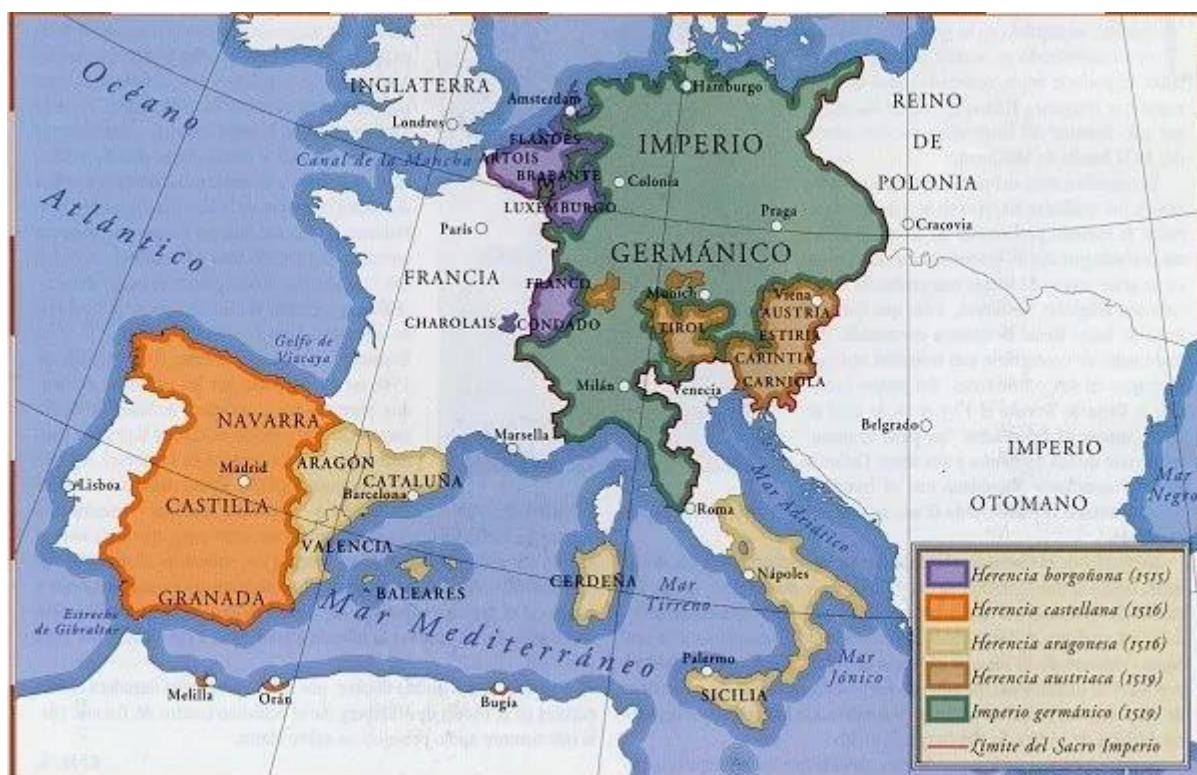 Océano
Atlántico
INGLATERRA
Londres
Canal de la Mancha
Amsterdam
FLANDES
ARTOIS
BRABANTE
LUXEMBURGO
París
FRANCIA
FRANCO
CONDADO
CHAROLAIS
Golfo de
Vizcaya
Hamburgo
IMPERIO
GERMÁNICO
Colonia
Praga
Munich
TIROL
Viena
AUSTRIA
ESTIRIA
CARINTIA
CARNIOLA
REINO
DE
POLONIA
Cracovia
Milán
Venecia
Marsella
Belgrado
IMPERIO
OTOMANO
Mar
Negro
NAVARRA
ARAGÓN
CATALUÑA
Barcelona
Madrid
CASTILLA
Lisboa
VALENCIA
GRANADA
BALEARES
Estrecho
de Gibraltar
Mar Mediterráneo
CERDEÑA
Mar
Tirreno
Roma
Mar Adriático
Nápoles
Mar
Jónico
Palermo
SICILIA
Melilla
Orán
Bugía
Herencia borgoñona (1515)
Herencia castellana (1516)
Herencia aragonesa (1516)
Herencia austriaca (1519)
Imperio germánico (1519)
Límite del Sacro Imperio